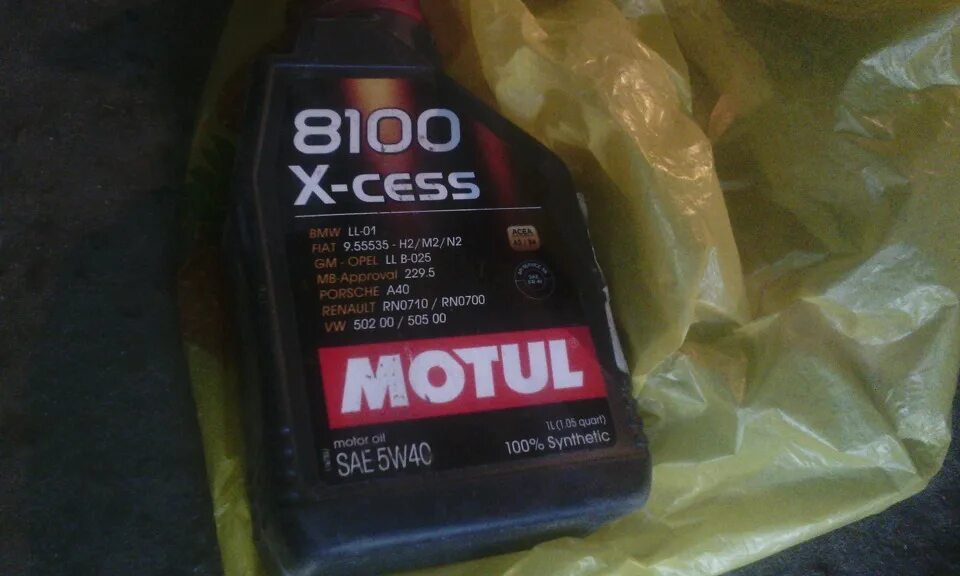 8100
X-CESS
BMW LL-01
FIAT 9.55535 - H2/M2/N2
GM - OPEL LL B-025
MB-Approval 229.5
PORSCHE A40
RENAULT RN0710 / RN0700
VW 502 00 / 505 00
ACEA
MOTUL®
motor oil
SAE 5W40
1L (1.05 quart)
100% Synthetic